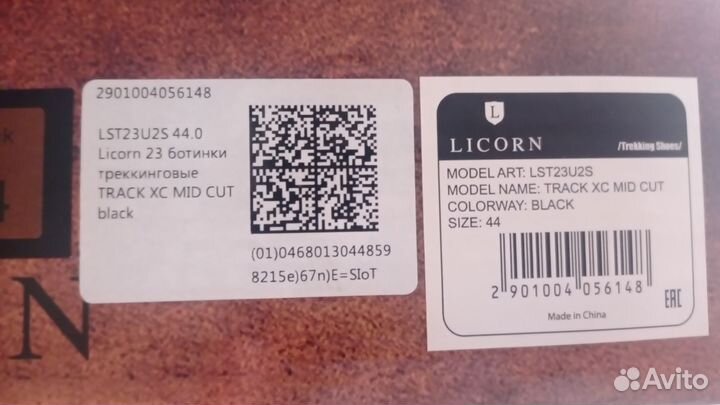 2901004056148
LST23U2S 44.0
Licorn 23 ботинки
треккинговые
TRACK XC MID CUT
black
(01)0468013044859
8215e)67n)E=SIoT
L
LICORN
/Trekking Shoes/
MODEL ART: LST23U2S
MODEL NAME: TRACK XC MID CUT
COLORWAY: BLACK
SIZE: 44
2 901004 056148
EAC
Made in China
4
N
Avito